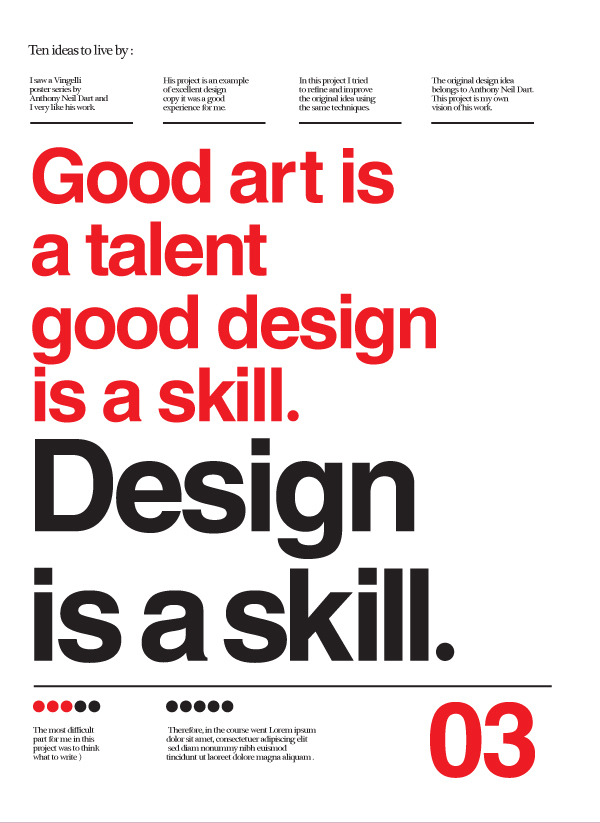 Ten ideas to live by :
I saw a Vingelli
poster series by
Anthony Neil Dart and
I very like his work.
His project is an example
of excellent design
copy it was a good
experience for me.
In this project I tried
to refine and improve
the original idea using
the same techniques.
The original design idea
belongs to Anthony Neil Dart.
This project is my own
vision of his work.
Good art is
a talent
good design
is a skill.
Design
is a skill.
The most difficult
part for me in this
project was to think
what to write )
Therefore, in the course went Lorem ipsum
dolor sit amet, consectetuer adipiscing elit
sed diam nonummy nibh euismod
tincidunt ut laoreet dolore magna aliquam .
03